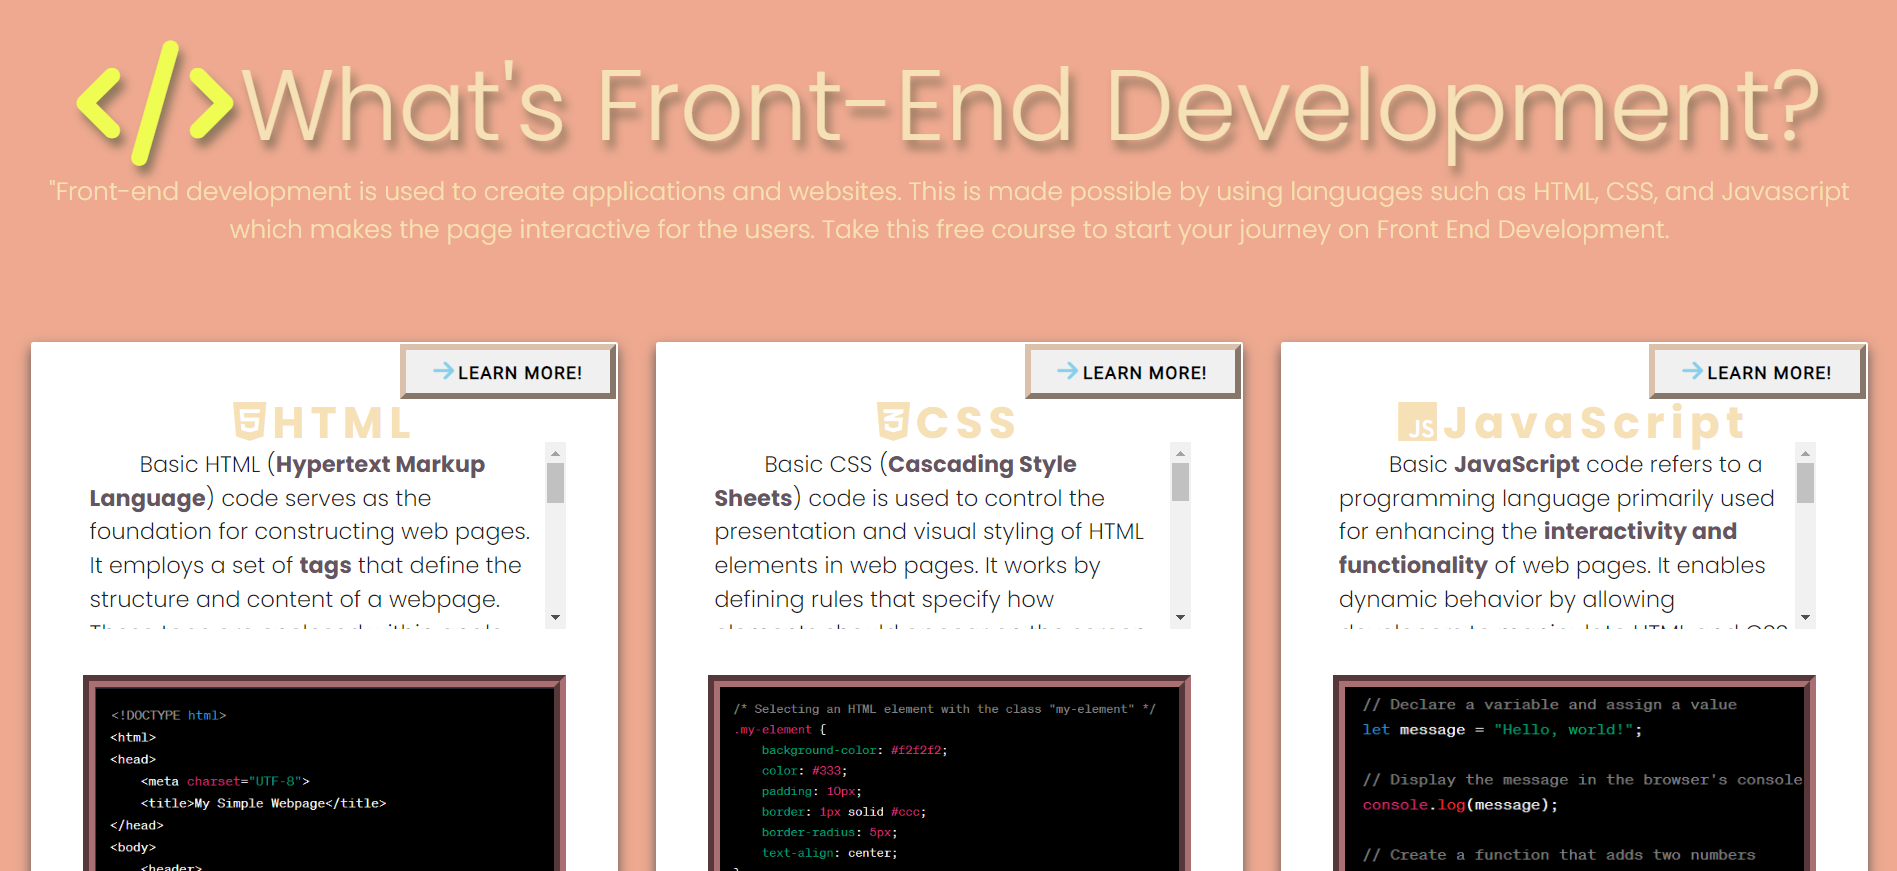 </>What's Front-End Development?
"Front-end development is used to create applications and websites. This is made possible by using languages such as HTML, CSS, and Javascript
which makes the page interactive for the users. Take this free course to start your journey on Front End Development.
LEARN MORE!
HTML
Basic HTML (Hypertext Markup
Language) code serves as the
foundation for constructing web pages.
It employs a set of tags that define the
structure and content of a webpage.
<!DOCTYPE html>
<html>
<head>
<meta charset="UTF-8">
<title>My Simple Webpage</title>
</head>
<body>
<header>
LEARN MORE!
CSS
Basic CSS (Cascading Style
Sheets) code is used to control the
presentation and visual styling of HTML
elements in web pages. It works by
defining rules that specify how
/* Selecting an HTML element with the class "my-element" */
.my-element {
background-color: #f2f2f2;
color: #333;
padding: 10px;
border: 1px solid #ccc;
border-radius: 5px;
text-align: center;
LEARN MORE!
JS JavaScript
Basic JavaScript code refers to a
programming language primarily used
for enhancing the interactivity and
functionality of web pages. It enables
dynamic behavior by allowing
// Declare a variable and assign a value
let message = "Hello, world!";
// Display the message in the browser's console
console.log(message);
// Create a function that adds two numbers